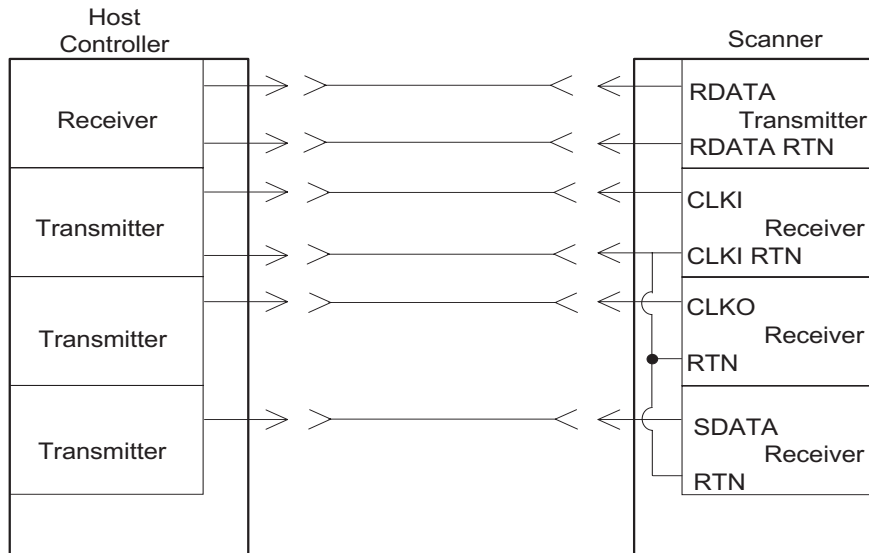 Host
Controller
Scanner
Receiver
RDATA
Transmitter
RDATA RTN
Transmitter
CLKI
Receiver
CLKI RTN
Transmitter
CLKO
Receiver
RTN
Transmitter
SDATA
Receiver
RTN